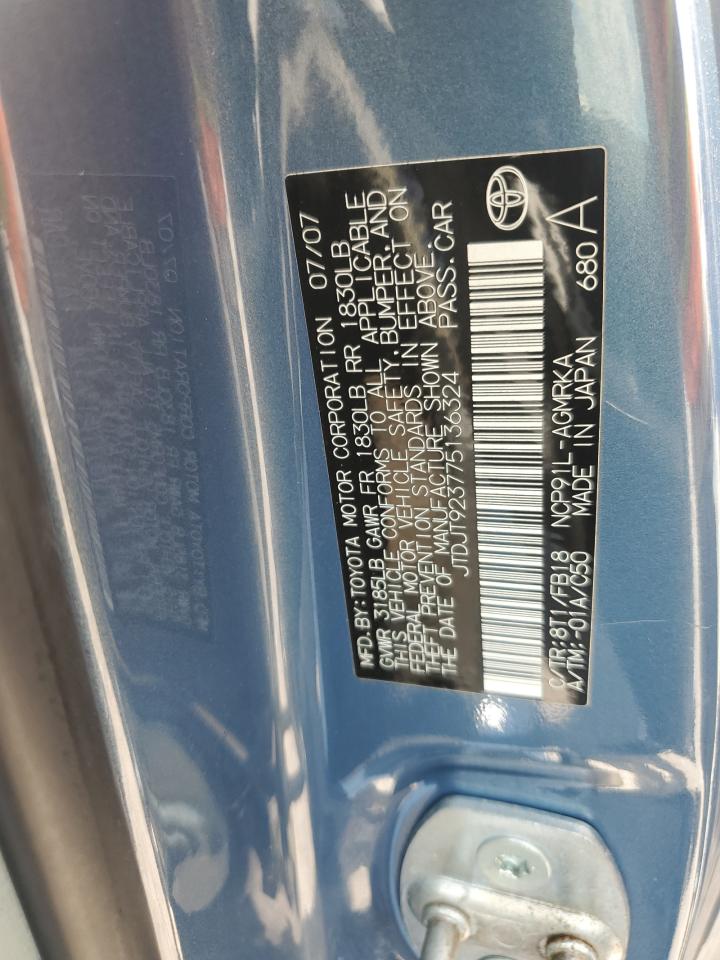 MFD. BY: TOYOTA MOTOR CORPORATION 07/07
GVWR 3185LB GAWR FR 1830LB RR 1830LB
THIS VEHICLE CONFORMS TO ALL APPLICABLE
FEDERAL MOTOR VEHICLE SAFETY, BUMPER, AND
THEFT PREVENTION STANDARDS IN EFFECT ON
THE DATE OF MANUFACTURE SHOWN ABOVE.
JTDJT923775136324 PASS. CAR
C/TR: 8T1/FB18 NCP91L-AGMRKA
A/TM: -01A/C50 MADE IN JAPAN 680 A